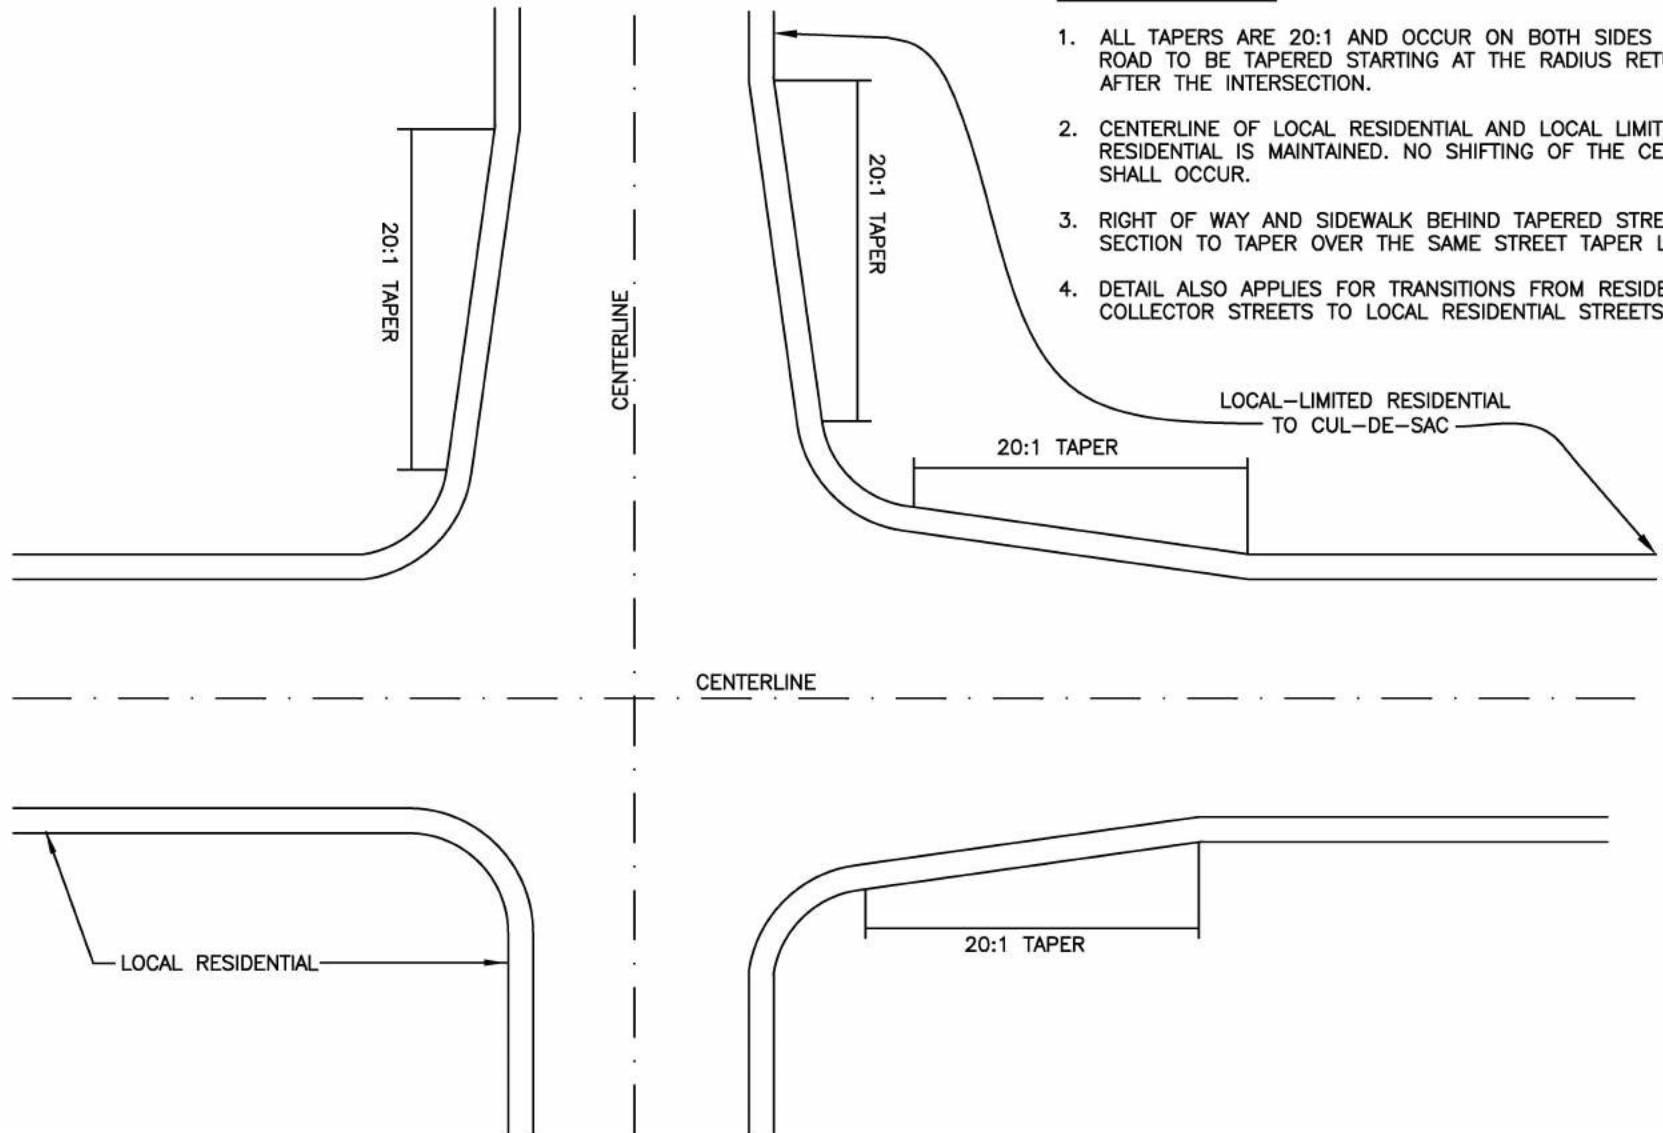 1. ALL TAPERS ARE 20:1 AND OCCUR ON BOTH SIDES
ROAD TO BE TAPERED STARTING AT THE RADIUS
AFTER THE INTERSECTION.
2. CENTERLINE OF LOCAL RESIDENTIAL AND LOCAL
RESIDENTIAL IS MAINTAINED. NO SHIFTING OF THE
SHALL OCCUR.
3. RIGHT OF WAY AND SIDEWALK BEHIND TAPERED
SECTION TO TAPER OVER THE SAME STREET TAPER
4. DETAIL ALSO APPLIES FOR TRANSITIONS FROM
COLLECTOR STREETS TO LOCAL RESIDENTIAL STREETS
20:1 TAPER
20:1 TAPER
CENTERLINE
LOCAL-LIMITED RESIDENTIAL
TO CUL-DE-SAC
20:1 TAPER
CENTERLINE
20:1 TAPER
LOCAL RESIDENTIAL